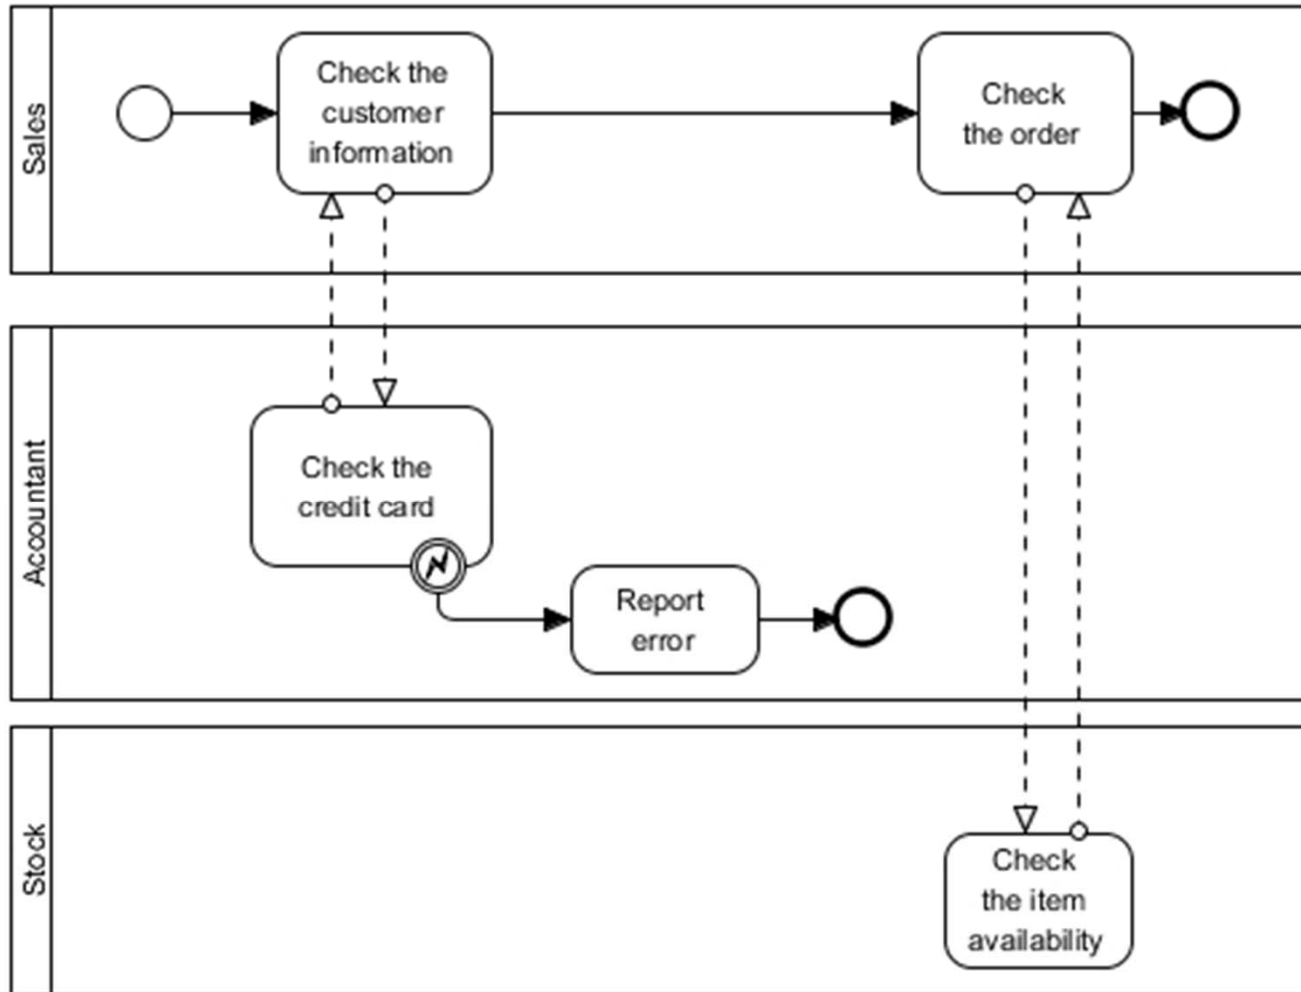 Sales
Check the
customer
information
Check
the order
Accountant
Check the
credit card
Report
error
Stock
Check
the item
availability